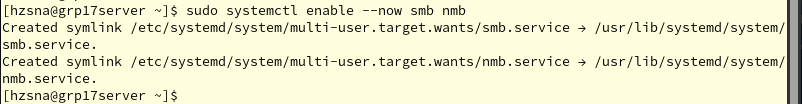 [hzsna@grp17server ~]$ sudo systemctl enable --now smb nmb
Created symlink /etc/systemd/system/multi-user.target.wants/smb.service → /usr/lib/systemd/system/
smb.service.
Created symlink /etc/systemd/system/multi-user.target.wants/nmb.service → /usr/lib/systemd/system/
nmb.service.
[hzsna@grp17server ~]$